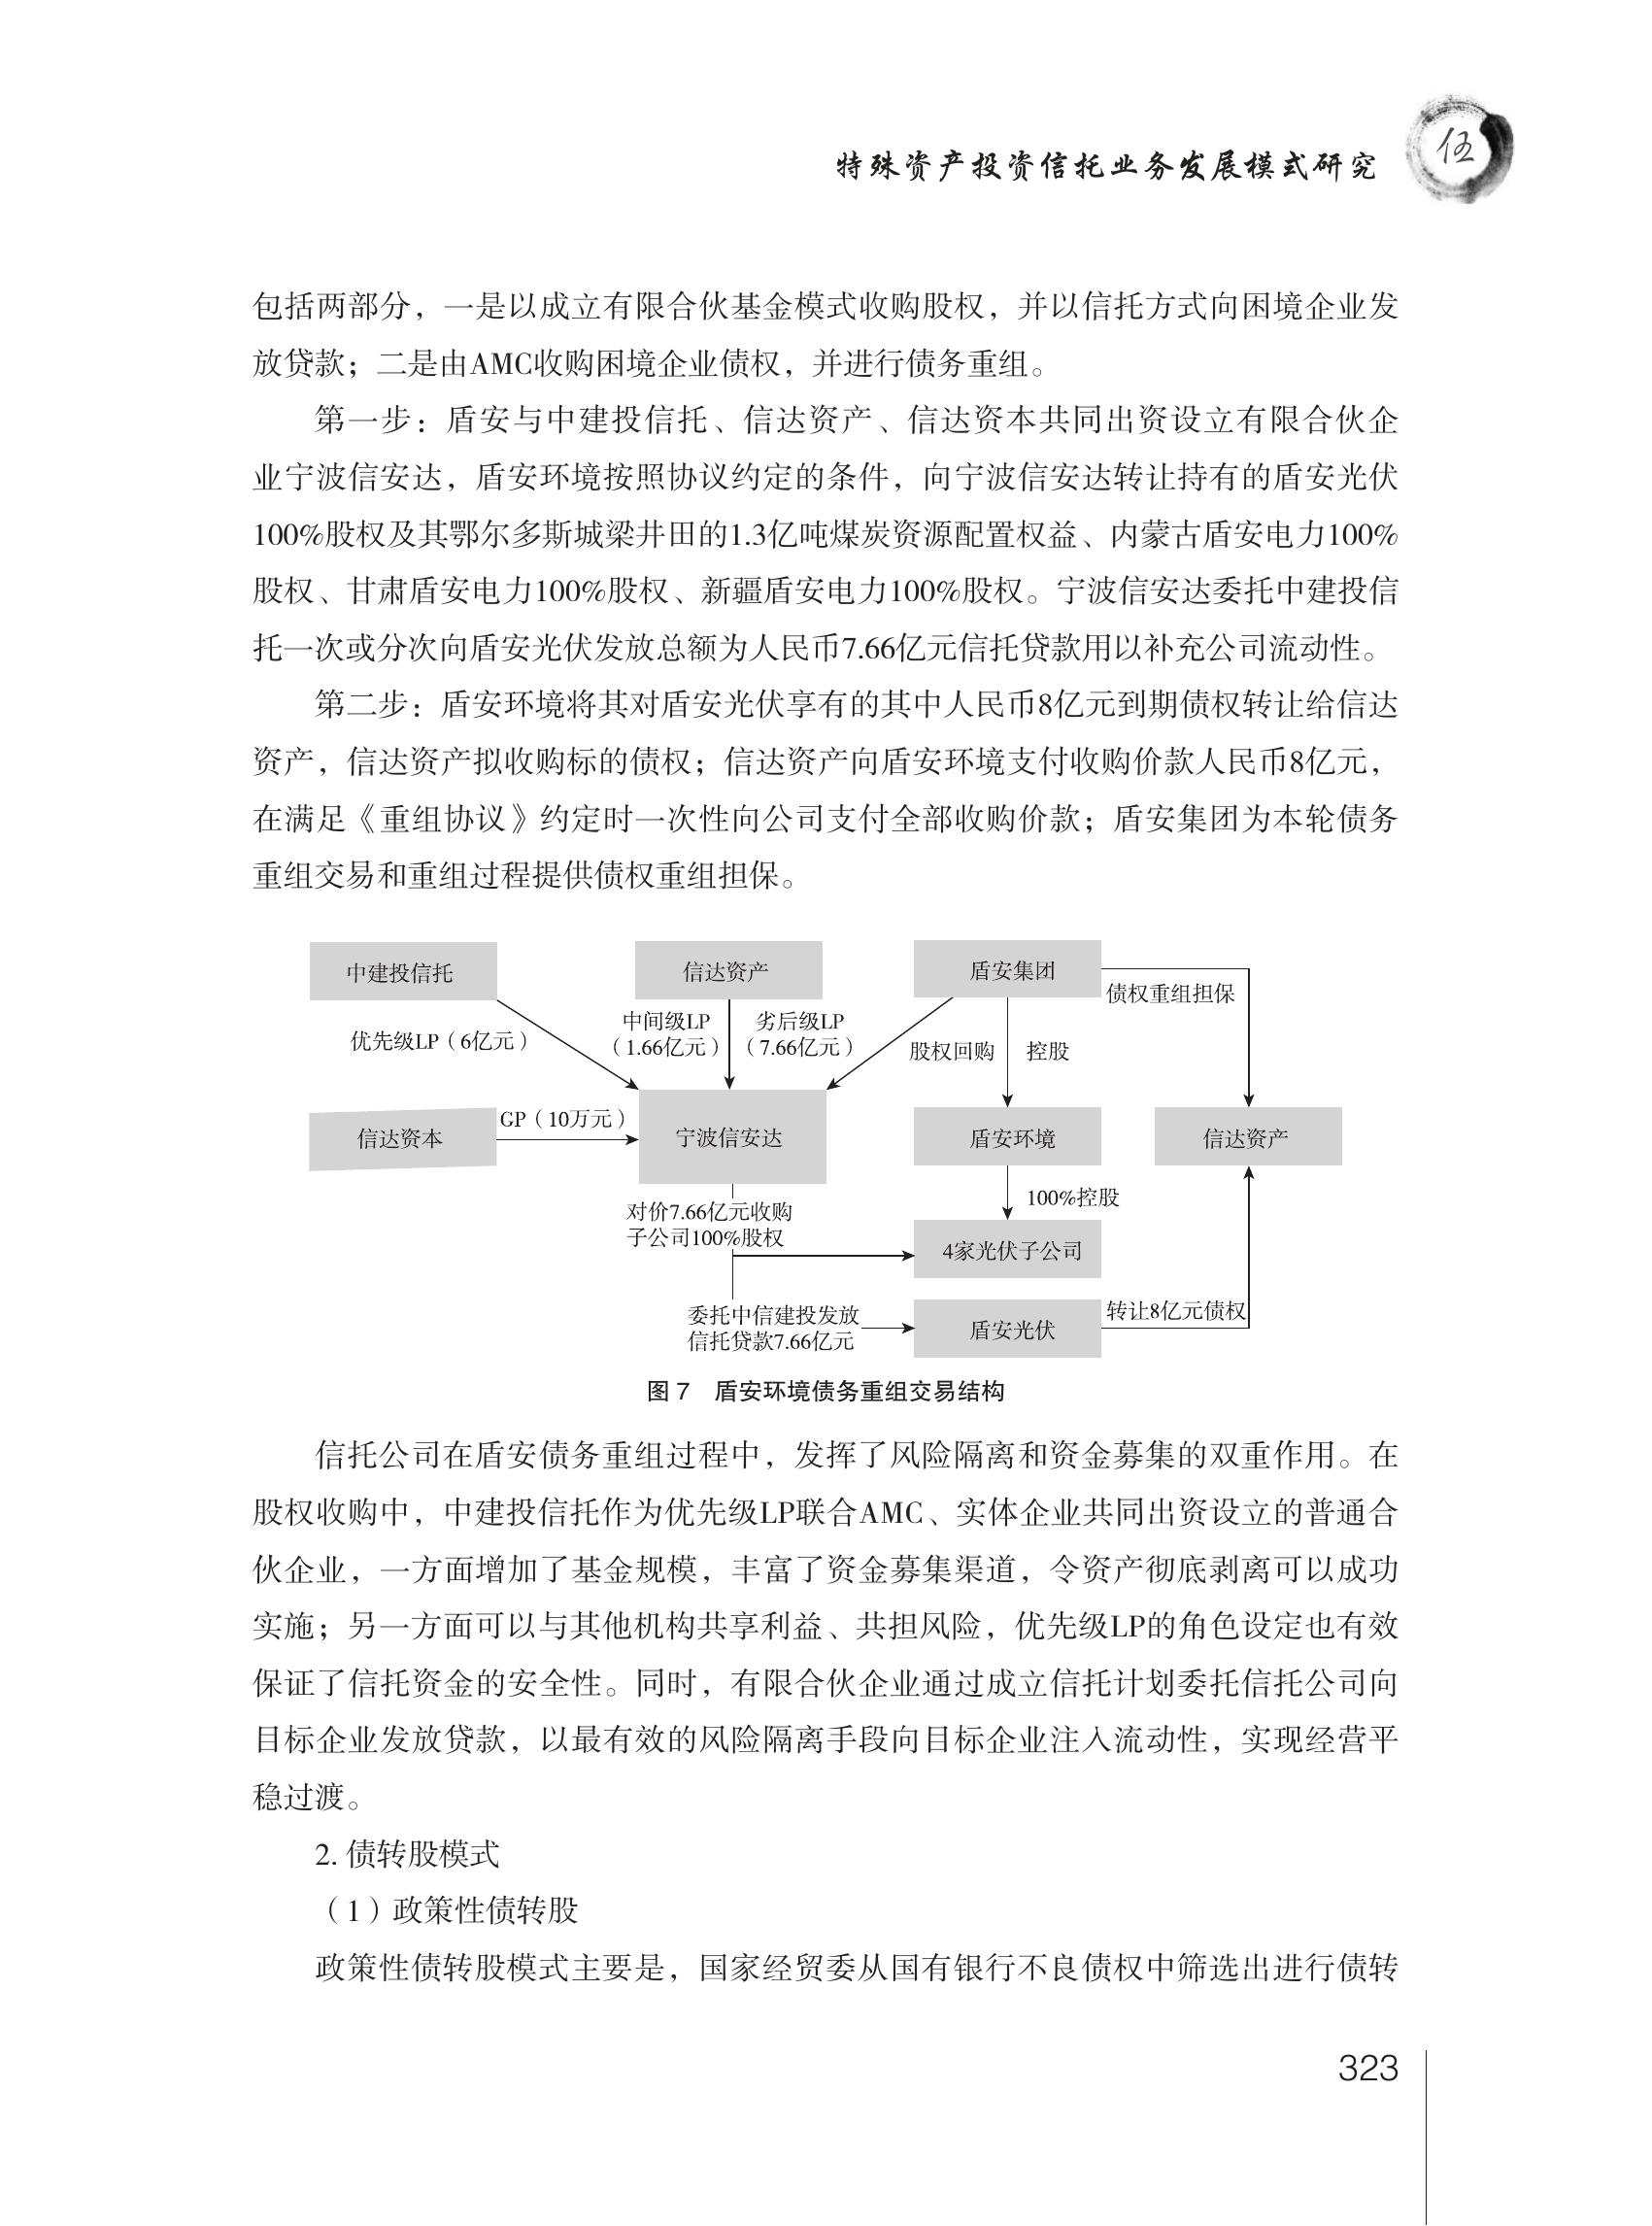 特殊资产投资信托业务发展模式研究
伍
包括两部分，一是以成立有限合伙基金模式收购股权，并以信托方式向困境企业发
放贷款；二是由AMC收购困境企业债权，并进行债务重组。
第一步：盾安与中建投信托、信达资产、信达资本共同出资设立有限合伙企
业宁波信安达，盾安环境按照协议约定的条件，向宁波信安达转让持有的盾安光伏
100%股权及其鄂尔多斯城梁井田的1.3亿吨煤炭资源配置权益、内蒙古盾安电力100%
股权、甘肃盾安电力100%股权、新疆盾安电力100%股权。宁波信安达委托中建投信
托一次或分次向盾安光伏发放总额为人民币7.66亿元信托贷款用以补充公司流动性。
第二步：盾安环境将其对盾安光伏享有的其中人民币8亿元到期债权转让给信达
资产，信达资产拟收购标的债权；信达资产向盾安环境支付收购价款人民币8亿元，
在满足《重组协议》约定时一次性向公司支付全部收购价款；盾安集团为本轮债务
重组交易和重组过程提供债权重组担保。
中建投信托
信达资产
盾安集团
债权重组担保
优先级LP（6亿元）
中间级LP
（1.66亿元）
劣后级LP
（7.66亿元）
股权回购
控股
信达资本
GP（10万元）
宁波信安达
盾安环境
信达资产
对价7.66亿元收购
子公司100%股权
100%控股
4家光伏子公司
委托中信建投发放
信托贷款7.66亿元
盾安光伏
转让8亿元债权
图 7 盾安环境债务重组交易结构
信托公司在盾安债务重组过程中，发挥了风险隔离和资金募集的双重作用。在
股权收购中，中建投信托作为优先级LP联合AMC、实体企业共同出资设立的普通合
伙企业，一方面增加了基金规模，丰富了资金募集渠道，令资产彻底剥离可以成功
实施；另一方面可以与其他机构共享利益、共担风险，优先级LP的角色设定也有效
保证了信托资金的安全性。同时，有限合伙企业通过成立信托计划委托信托公司向
目标企业发放贷款，以最有效的风险隔离手段向目标企业注入流动性，实现经营平
稳过渡。
2. 债转股模式
（1）政策性债转股
政策性债转股模式主要是，国家经贸委从国有银行不良债权中筛选出进行债转
323